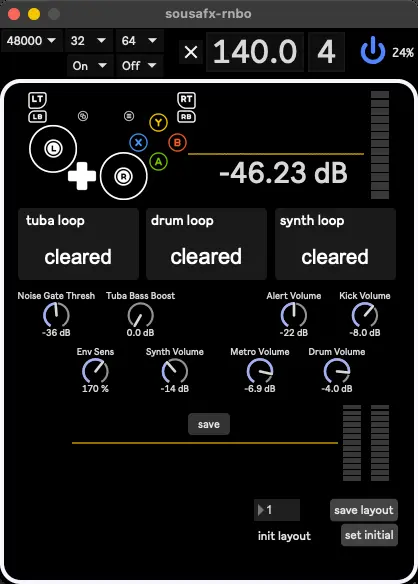 sousafx-rnbo
48000 32 64
On Off
140.0 4 24%
LT RT
LB RB
Y
X B
A
L R
-46.23 dB
tuba loop drum loop synth loop
cleared cleared cleared
Noise Gate Thresh Tuba Bass Boost Alert Volume Kick Volume
-36 dB 0.0 dB -22 dB -8.0 dB
Env Sens Synth Volume Metro Volume Drum Volume
170 % -14 dB -6.9 dB -4.0 dB
save
1 save layout
init layout set initial